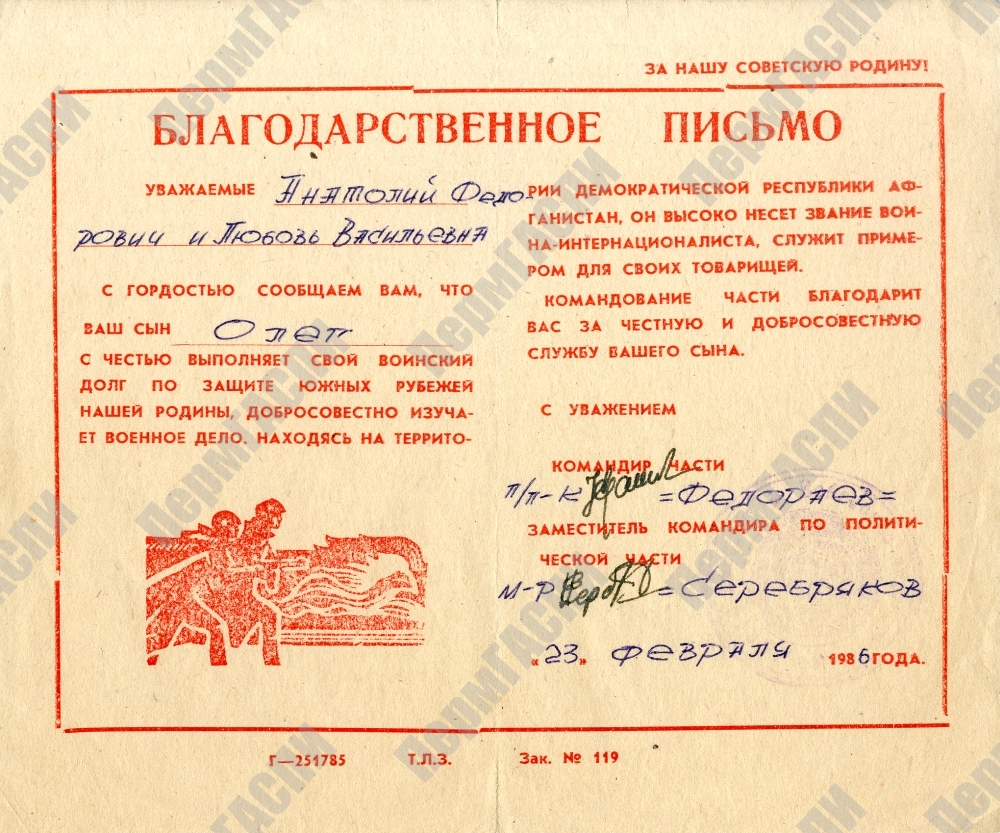 ЗА НАШУ СОВЕТСКУЮ РОДИНУ!
БЛАГОДАРСТВЕННОЕ ПИСЬМО
УВАЖАЕМЫЕ Анатолий Федо-
рович и Любовь Васильевна
С ГОРДОСТЬЮ СООБЩАЕМ ВАМ, ЧТО
ВАШ СЫН Олег
С ЧЕСТЬЮ ВЫПОЛНЯЕТ СВОЙ ВОИНСКИЙ
ДОЛГ ПО ЗАЩИТЕ ЮЖНЫХ РУБЕЖЕЙ
НАШЕЙ РОДИНЫ, ДОБРОСОВЕСТНО ИЗУЧА-
ЕТ ВОЕННОЕ ДЕЛО. НАХОДЯСЬ НА ТЕРРИТО-
РИИ ДЕМОКРАТИЧЕСКОЙ РЕСПУБЛИКИ АФ-
ГАНИСТАН, ОН ВЫСОКО НЕСЕТ ЗВАНИЕ ВОИ-
НА-ИНТЕРНАЦИОНАЛИСТА, СЛУЖИТ ПРИМЕ-
РОМ ДЛЯ СВОИХ ТОВАРИЩЕЙ.
КОМАНДОВАНИЕ ЧАСТИ БЛАГОДАРИТ
ВАС ЗА ЧЕСТНУЮ И ДОБРОСОВЕСТНУЮ
СЛУЖБУ ВАШЕГО СЫНА.
С УВАЖЕНИЕМ
КОМАНДИР ЧАСТИ
п/п-к =Федораев=
ЗАМЕСТИТЕЛЬ КОМАНДИРА ПО ПОЛИТИ-
ЧЕСКОЙ ЧАСТИ
м-р =Серебряков
«23» февраля 1986 ГОДА.
Г—251785 Т.Л.З. Зак. № 119
ПермГАСПИ